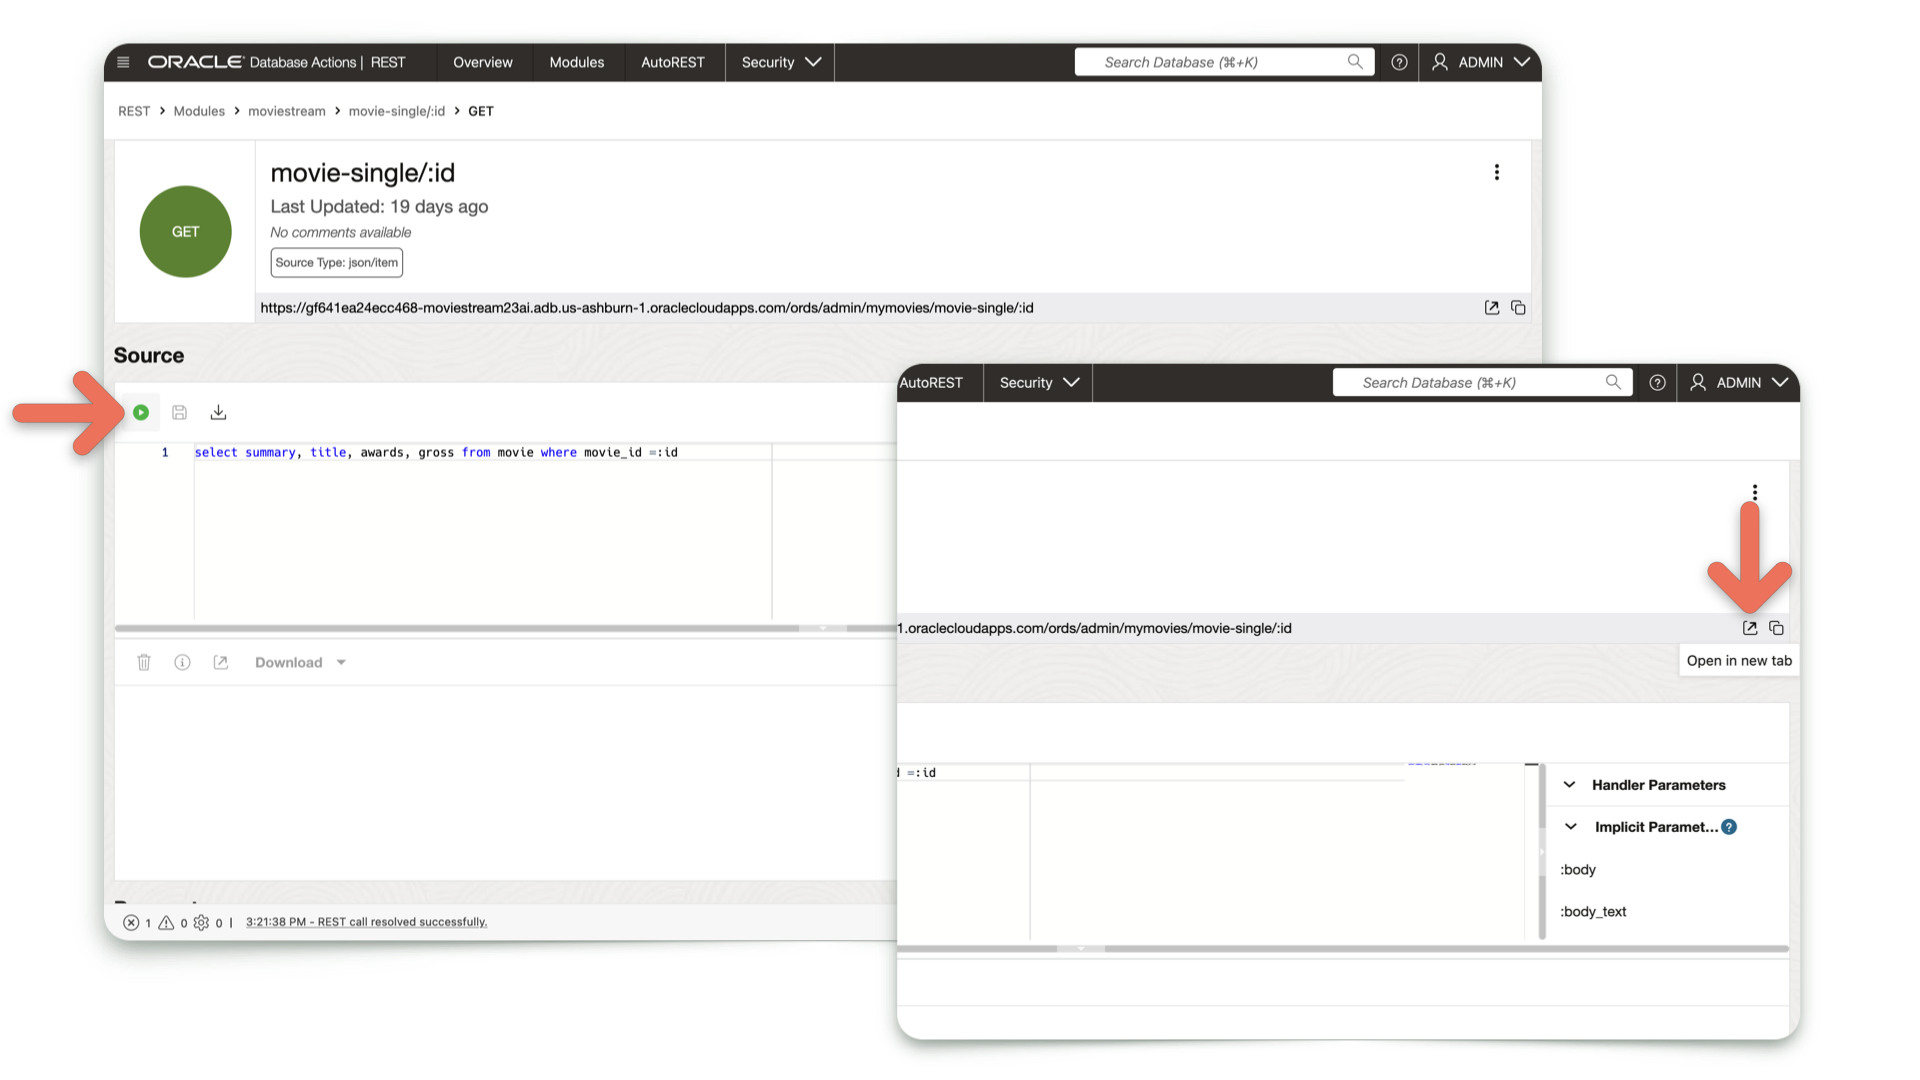 ORACLE Database Actions | REST Overview Modules AutoREST Security Search Database (⌘+K) ? ADMIN
REST > Modules > moviestream > movie-single/:id > GET
GET
movie-single/:id
Last Updated: 19 days ago
No comments available
Source Type: json/item
https://gf641ea24ecc468-moviestream23ai.adb.us-ashburn-1.oraclecloudapps.com/ords/admin/mymovies/movie-single/:id
Source
1 select summary, title, awards, gross from movie where movie_id =:id
Download
1 0 0 | 3:21:38 PM - REST call resolved successfully.
AutoREST Security Search Database (⌘+K) ? ADMIN
1.oraclecloudapps.com/ords/admin/mymovies/movie-single/:id
Open in new tab
=:id
Handler Parameters
Implicit Paramet... ?
:body
:body_text